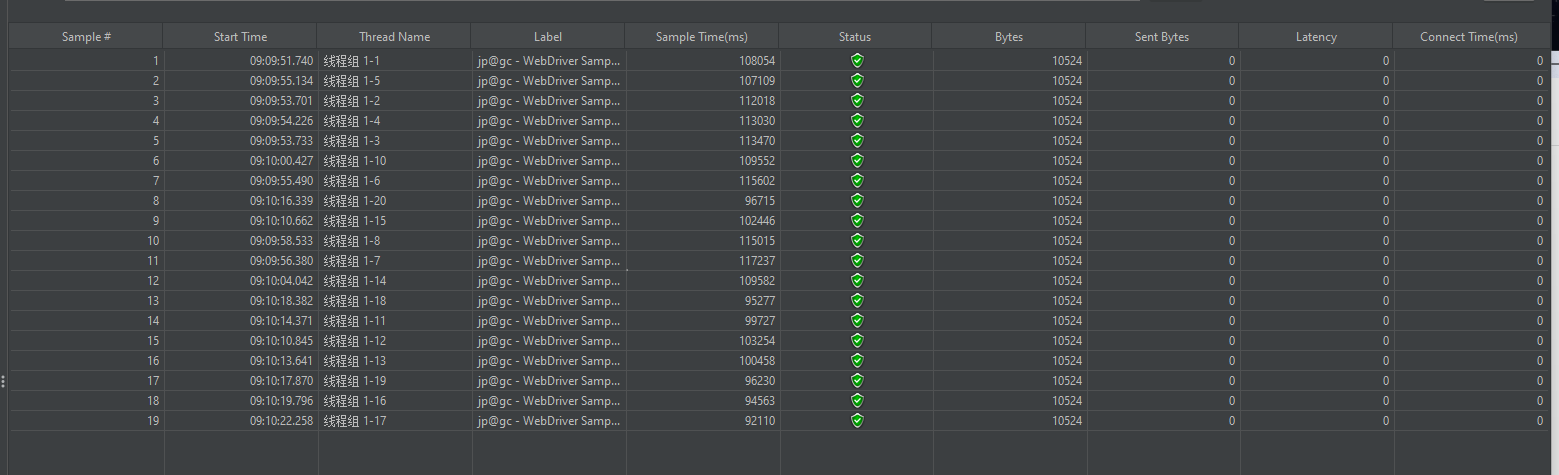 Sample # Start Time Thread Name Label Sample Time(ms) Status Bytes Sent Bytes Latency Connect Time(ms)
1 09:09:51.740 线程组 1-1 jp@gc - WebDriver Samp... 108054 10524 0 0 0
2 09:09:55.134 线程组 1-5 jp@gc - WebDriver Samp... 107109 10524 0 0 0
3 09:09:53.701 线程组 1-2 jp@gc - WebDriver Samp... 112018 10524 0 0 0
4 09:09:54.226 线程组 1-4 jp@gc - WebDriver Samp... 113030 10524 0 0 0
5 09:09:53.733 线程组 1-3 jp@gc - WebDriver Samp... 113470 10524 0 0 0
6 09:10:00.427 线程组 1-10 jp@gc - WebDriver Samp... 109552 10524 0 0 0
7 09:09:55.490 线程组 1-6 jp@gc - WebDriver Samp... 115602 10524 0 0 0
8 09:10:16.339 线程组 1-20 jp@gc - WebDriver Samp... 96715 10524 0 0 0
9 09:10:10.662 线程组 1-15 jp@gc - WebDriver Samp... 102446 10524 0 0 0
10 09:09:58.533 线程组 1-8 jp@gc - WebDriver Samp... 115015 10524 0 0 0
11 09:09:56.380 线程组 1-7 jp@gc - WebDriver Samp... 117237 10524 0 0 0
12 09:10:04.042 线程组 1-14 jp@gc - WebDriver Samp... 109582 10524 0 0 0
13 09:10:18.382 线程组 1-18 jp@gc - WebDriver Samp... 95277 10524 0 0 0
14 09:10:14.371 线程组 1-11 jp@gc - WebDriver Samp... 99727 10524 0 0 0
15 09:10:10.845 线程组 1-12 jp@gc - WebDriver Samp... 103254 10524 0 0 0
16 09:10:13.641 线程组 1-13 jp@gc - WebDriver Samp... 100458 10524 0 0 0
17 09:10:17.870 线程组 1-19 jp@gc - WebDriver Samp... 96230 10524 0 0 0
18 09:10:19.796 线程组 1-16 jp@gc - WebDriver Samp... 94563 10524 0 0 0
19 09:10:22.258 线程组 1-17 jp@gc - WebDriver Samp... 92110 10524 0 0 0